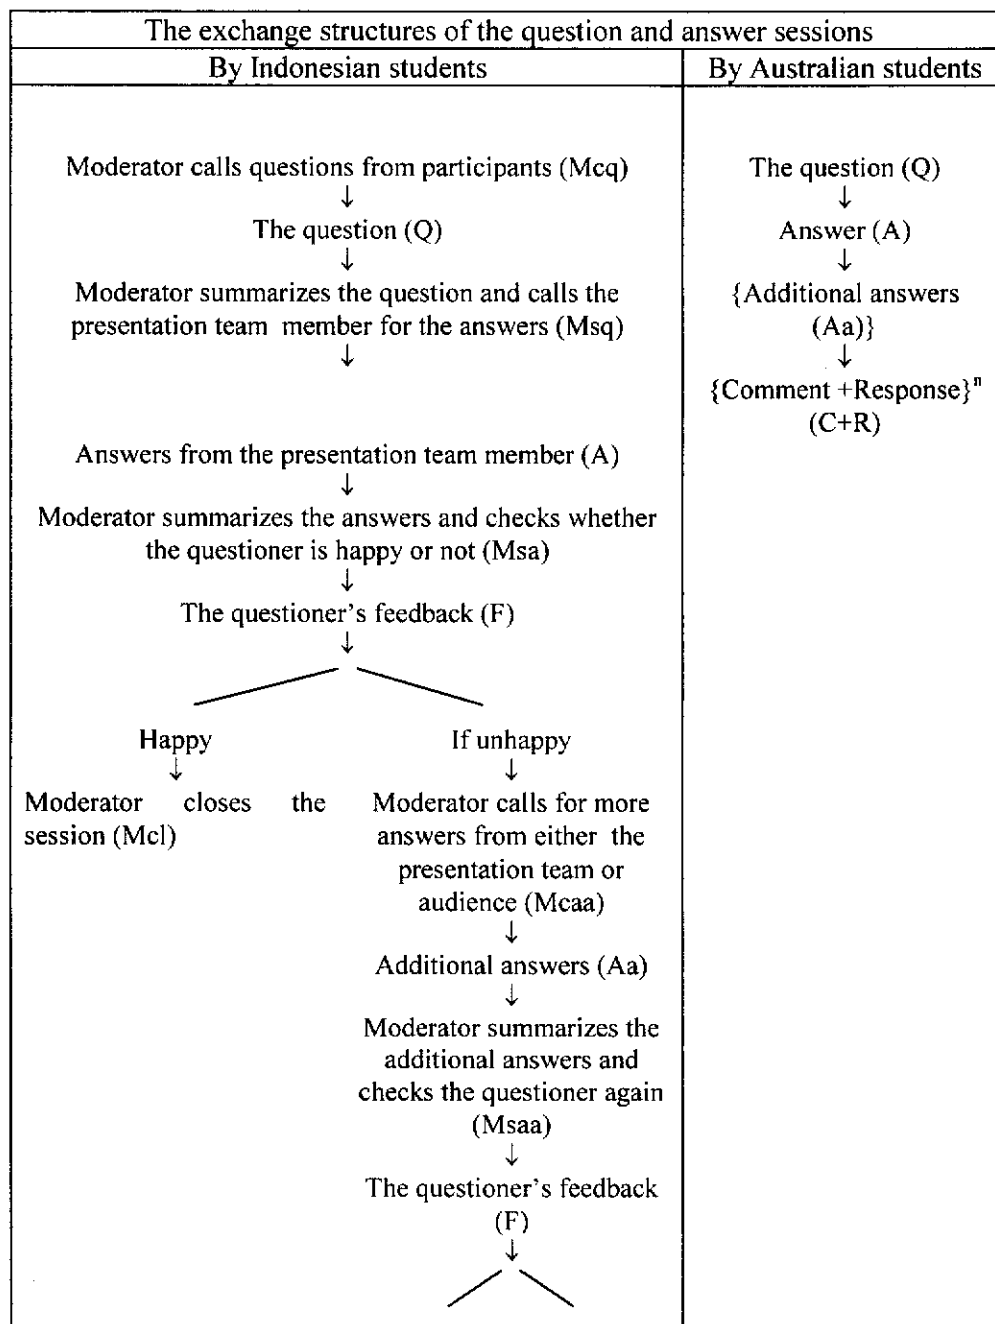 The exchange structures of the question and answer sessions
By Indonesian students
By Australian students
Moderator calls questions from participants (Mcq)
↓
The question (Q)
↓
Moderator summarizes the question and calls the
presentation team member for the answers (Msq)
↓
Answers from the presentation team member (A)
↓
Moderator summarizes the answers and checks whether
the questioner is happy or not (Msa)
↓
The questioner's feedback (F)
↓
Happy
↓
Moderator closes the
session (Mcl)
If unhappy
↓
Moderator calls for more
answers from either the
presentation team or
audience (Mcaa)
↓
Additional answers (Aa)
↓
Moderator summarizes the
additional answers and
checks the questioner again
(Msaa)
↓
The questioner's feedback
(F)
↓
The question (Q)
↓
Answer (A)
↓
{Additional answers
(Aa)}
↓
{Comment +Response}ⁿ
(C+R)